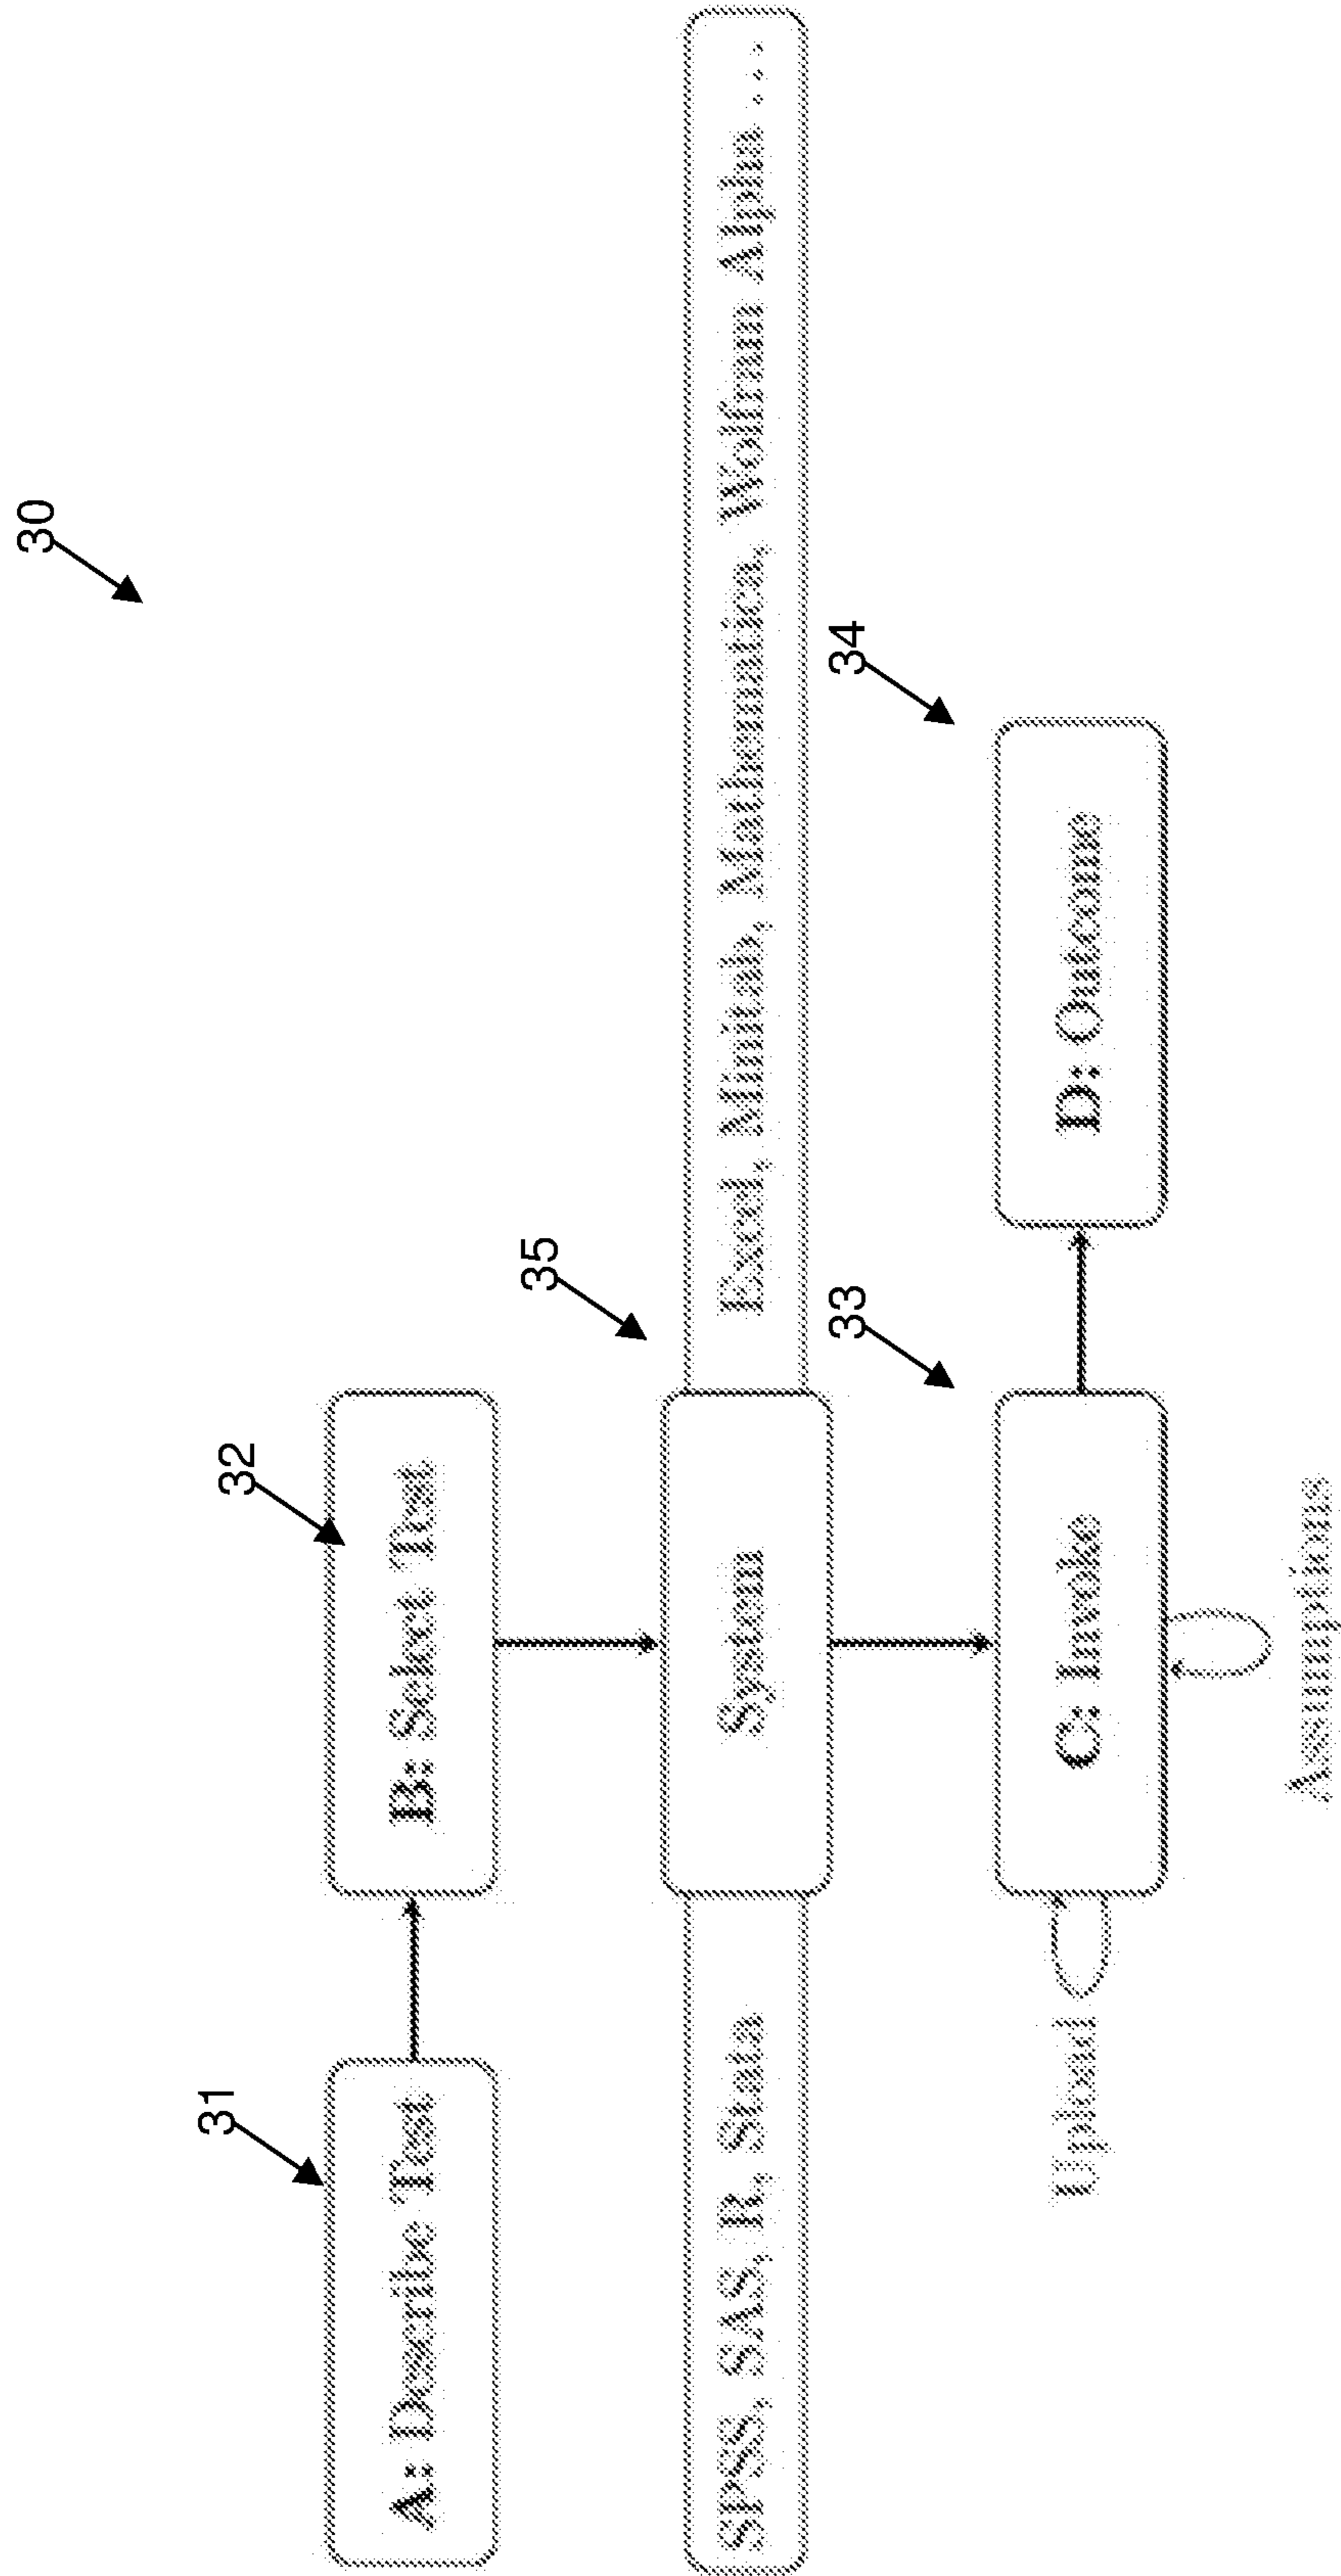 30
31
32
A: Describe Test
B: Select Test
35
SPSS, SAS, R, Stata
System
Excel, Minitab, Mathematica, Wolfram Alpha ...
33
34
Upload
C: Invoke
D: Outcome
Assumptions